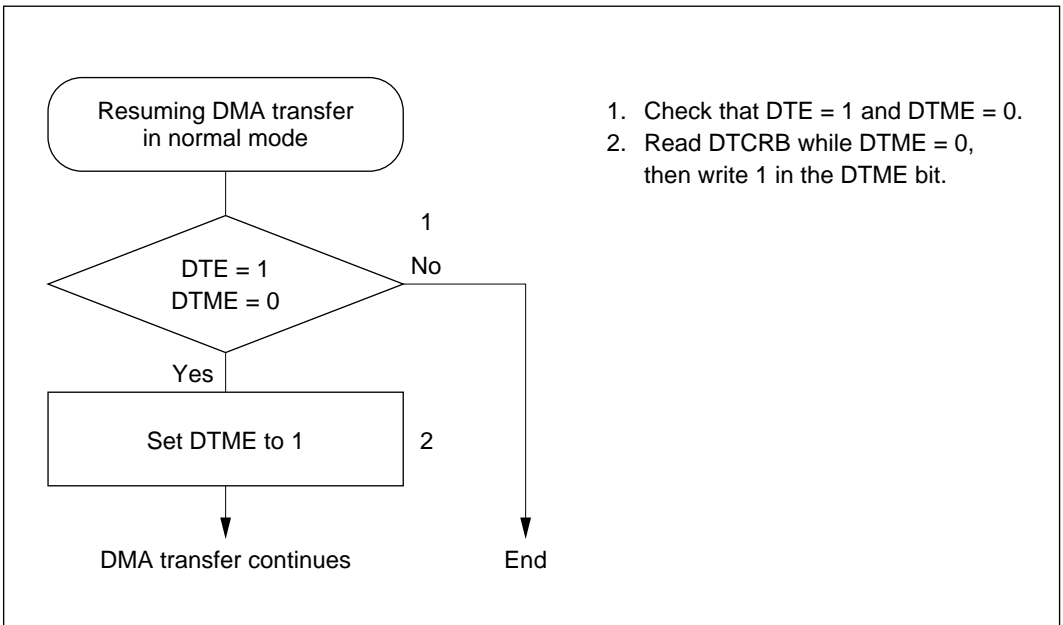 Resuming DMA transfer
in normal mode
1
DTE = 1
DTME = 0
No
Yes
Set DTME to 1
2
DMA transfer continues
End
1. Check that DTE = 1 and DTME = 0.
2. Read DTCRB while DTME = 0,
then write 1 in the DTME bit.